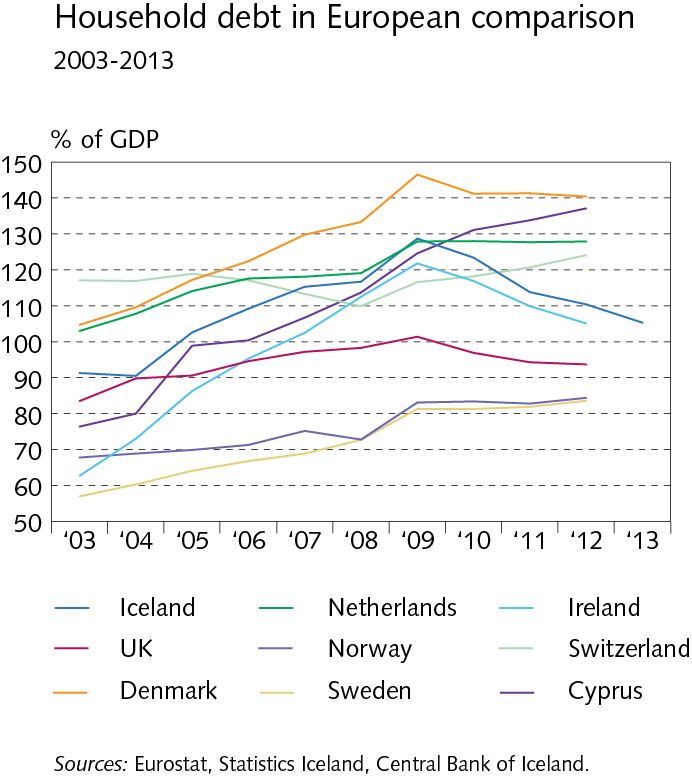 Household debt in European comparison
2003-2013
% of GDP
150
140
130
120
110
100
90
80
70
60
50
‘03 ‘04 ‘05 ‘06 ‘07 ‘08 ‘09 ‘10 ‘11 ‘12 ‘13
Iceland Netherlands Ireland
UK Norway Switzerland
Denmark Sweden Cyprus
Sources: Eurostat, Statistics Iceland, Central Bank of Iceland.